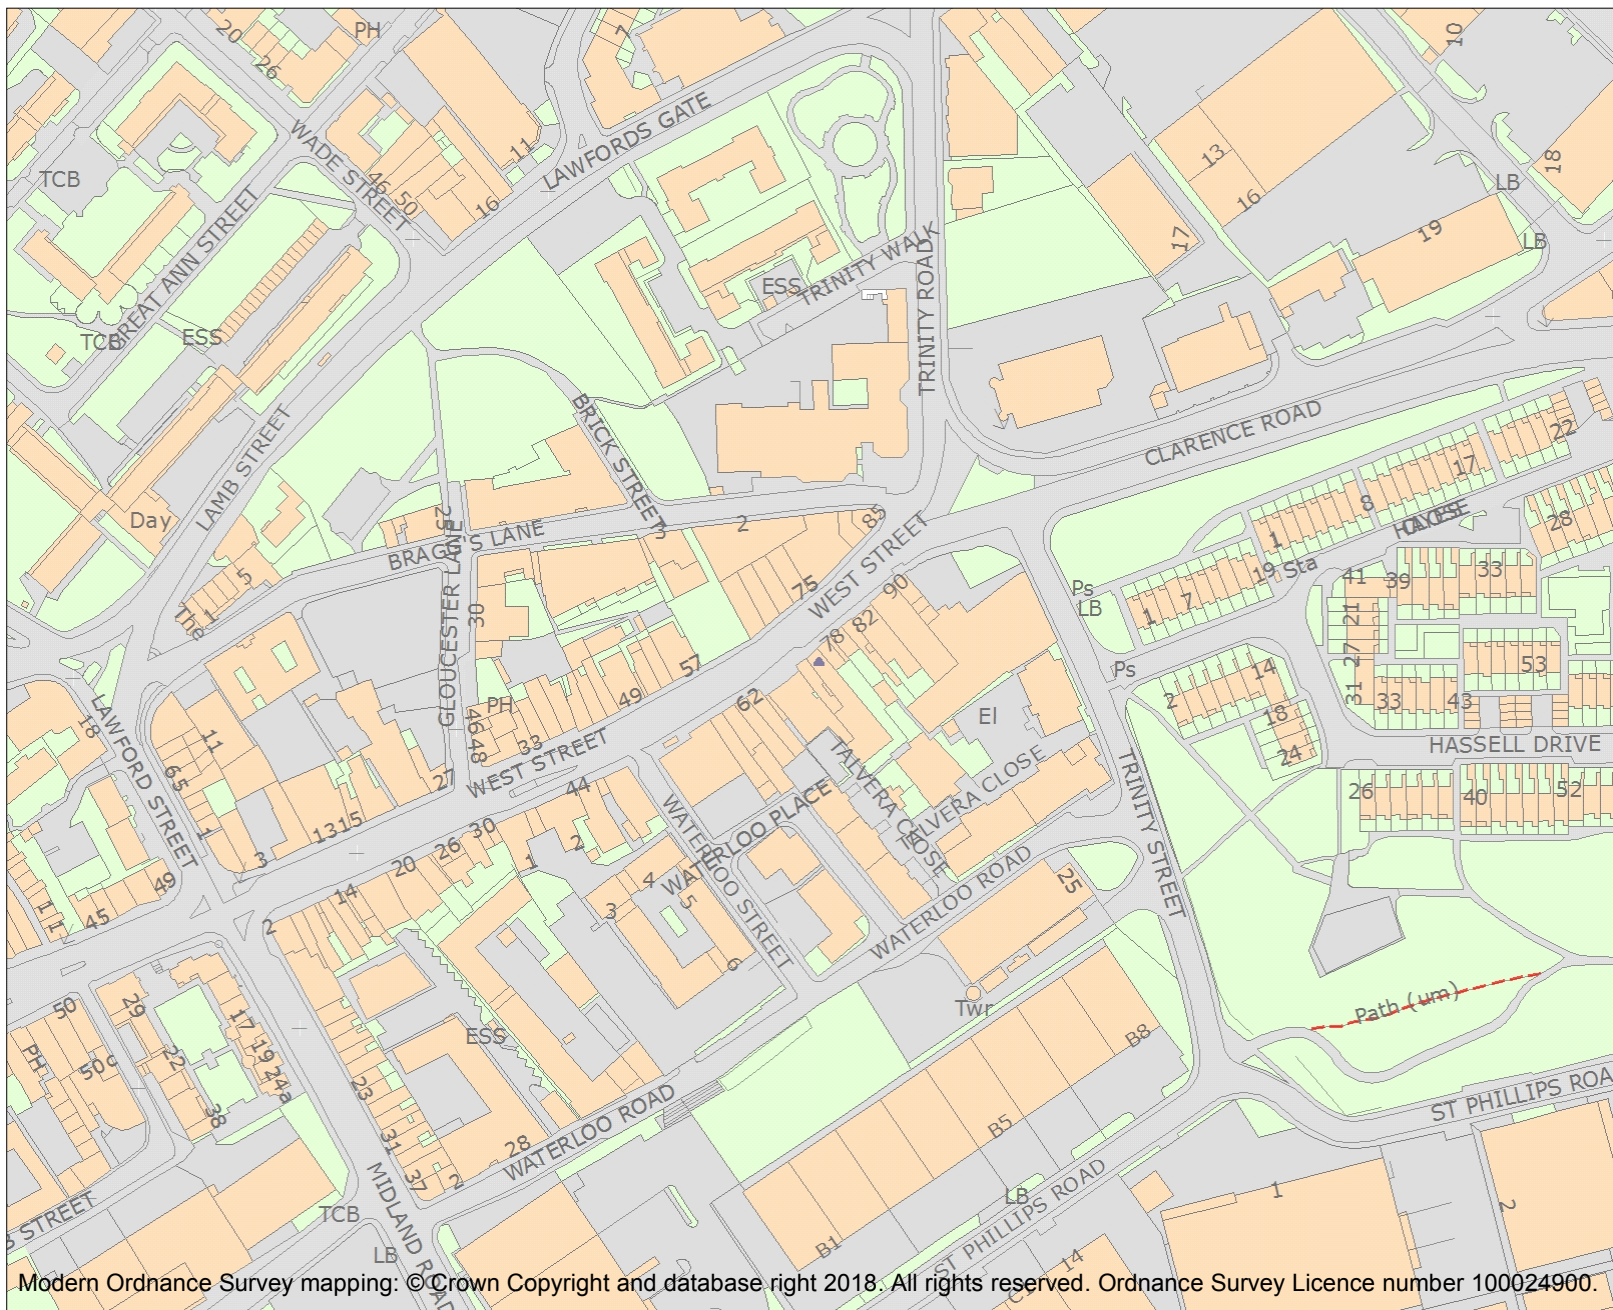 20
26
PH
7
10
WADE STREET
LAWFORDS GATE
11
13
16
18
LB
TCB
46
50
16
17
19
LB
GREAT ANN STREET
TRINITY WALK
TRINITY ROAD
ESS
TCB
ESS
TRINITY ROAD
BRICK STREET
CLARENCE ROAD
LAMB STREET
22
17
8
Day
25
BRAGG'S LANE
3
2
85
HAYES
CLOSE
28
1
WEST STREET
GLOUCESTER LANE
5
1
The
30
75
90
82
78
Ps
LB
1
7
19
Sta
41
39
33
21
27
31
57
49
62
PH
33
46
48
Ps
2
14
18
24
33
43
53
El
LAWFORD STREET
18
11
65
27
WEST STREET
44
TALVERA CLOSE
TALVERA CLOSE
HASSELL DRIVE
26
40
52
TRINITY STREET
1
3
13
15
20
26
30
1
2
WATERLOO PLACE
WATERLOO STREET
WATERLOO ROAD
25
4
3
5
6
49
45
11
2
14
50
29
17
19
24a
22
38
PH
50c
ESS
Twr
Path (um)
B8
B5
B1
ST PHILLIPS ROA
23
31
37
28
2
WATERLOO ROAD
MIDLAND ROAD
STREET
TCB
LB
LB
ST PHILLIPS ROAD
14
1
2
Modern Ordnance Survey mapping: © Crown Copyright and database right 2018. All rights reserved. Ordnance Survey Licence number 100024900.